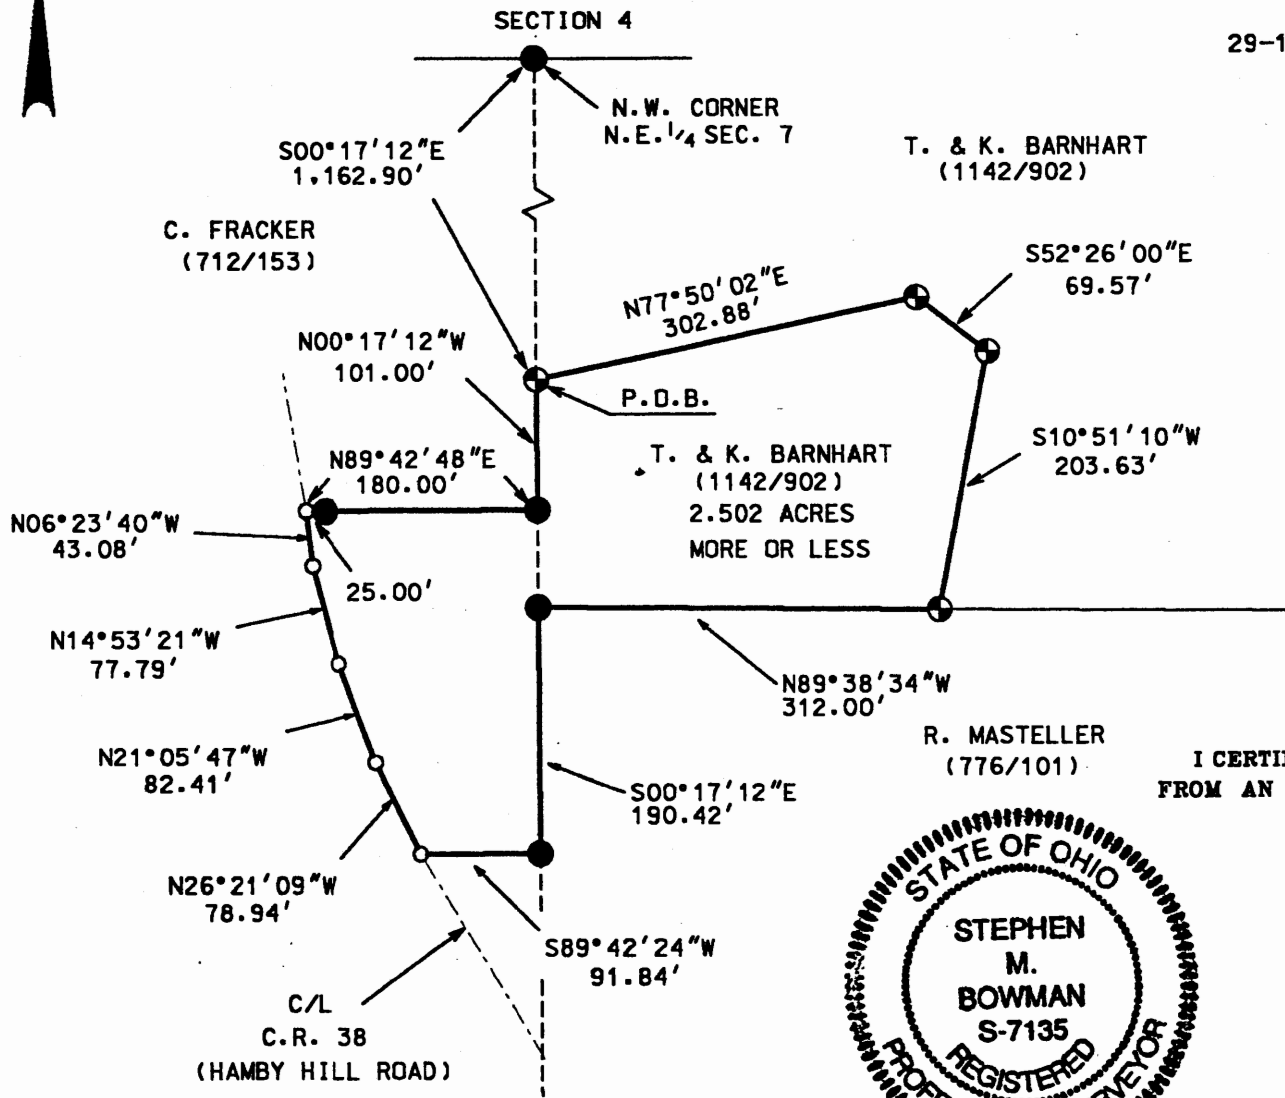 SECTION 4
29-1
N.W. CORNER
N.E.1/4 SEC. 7
S00°17'12"E
1,162.90'
T. & K. BARNHART
(1142/902)
C. FRACKER
(712/153)
S52°26'00"E
69.57'
N77°50'02"E
302.88'
N00°17'12"W
101.00'
P.O.B.
S10°51'10"W
203.63'
N89°42'48"E
180.00'
T. & K. BARNHART
(1142/902)
2.502 ACRES
MORE OR LESS
N06°23'40"W
43.08'
25.00'
N14°53'21"W
77.79'
N89°38'34"W
312.00'
N21°05'47"W
82.41'
R. MASTELLER
(776/101)
I CERTI
FROM AN
S00°17'12"E
190.42'
N26°21'09"W
78.94'
S89°42'24"W
91.84'
C/L
C.R. 38
(HAMBY HILL ROAD)
STATE OF OHIO
STEPHEN
M.
BOWMAN
S-7135
REGISTERED